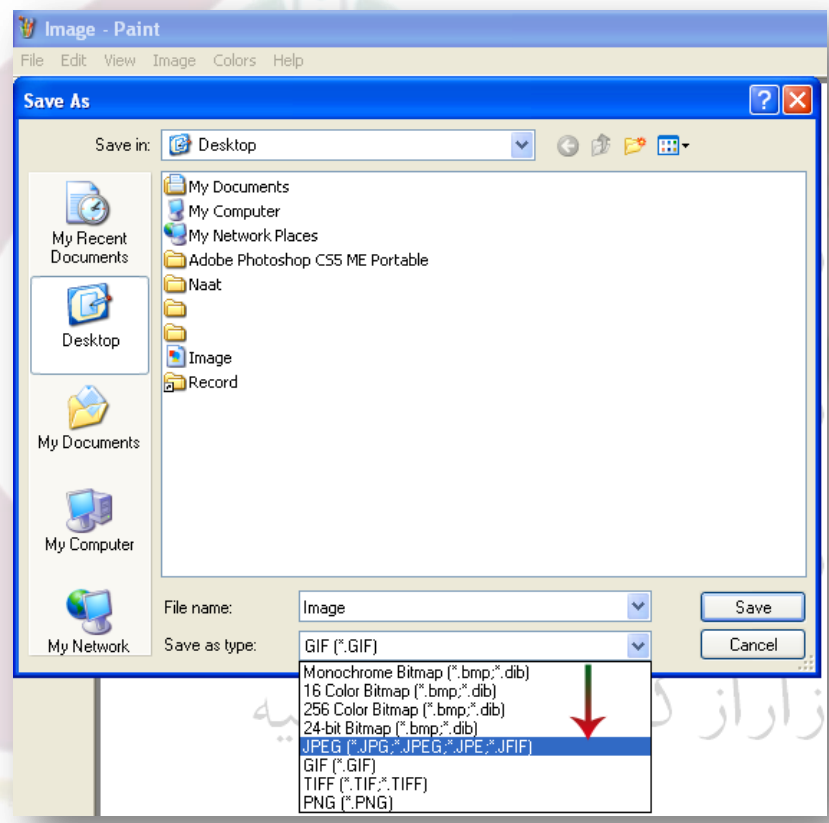 Image - Paint
File Edit View Image Colors Help
Save As
Save in: Desktop
My Documents
My Computer
My Network Places
Adobe Photoshop CS5 ME Portable
Naat
Image
Record
My Recent
Documents
Desktop
My Documents
My Computer
My Network
File name: Image Save
Save as type: GIF (*.GIF) Cancel
Monochrome Bitmap (*.bmp;*.dib)
16 Color Bitmap (*.bmp;*.dib)
256 Color Bitmap (*.bmp;*.dib)
24-bit Bitmap (*.bmp;*.dib)
JPEG (*.JPG;*.JPEG;*.JPE;*.JFIF)
GIF (*.GIF)
TIFF (*.TIF;*.TIFF)
PNG (*.PNG)